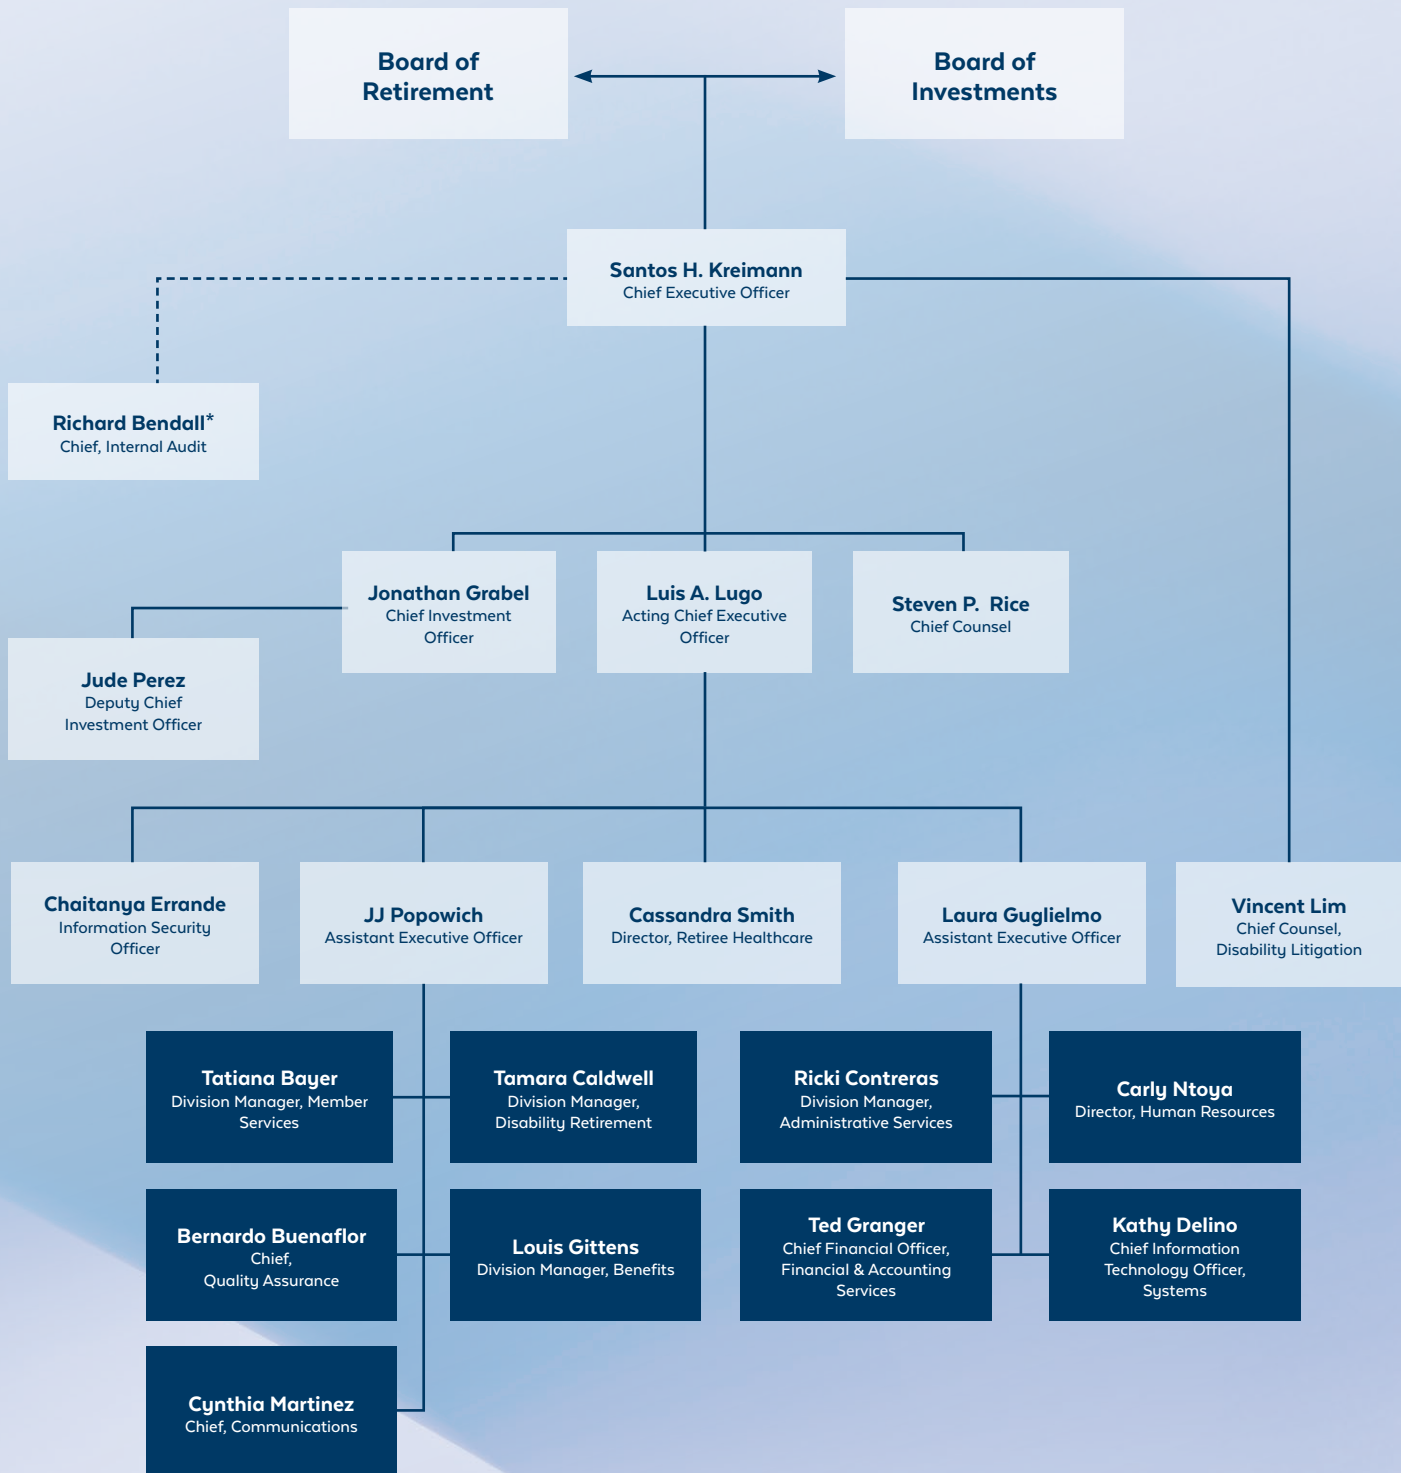 Board of
Retirement
Board of
Investments
Santos H. Kreimann
Chief Executive Officer
Richard Bendall*
Chief, Internal Audit
Jonathan Grabel
Chief Investment
Officer
Luis A. Lugo
Acting Chief Executive
Officer
Steven P. Rice
Chief Counsel
Jude Perez
Deputy Chief
Investment Officer
Chaitanya Errande
Information Security
Officer
JJ Popowich
Assistant Executive Officer
Cassandra Smith
Director, Retiree Healthcare
Laura Guglielmo
Assistant Executive Officer
Vincent Lim
Chief Counsel,
Disability Litigation
Tatiana Bayer
Division Manager, Member
Services
Tamara Caldwell
Division Manager,
Disability Retirement
Ricki Contreras
Division Manager,
Administrative Services
Carly Ntoya
Director, Human Resources
Bernardo Buenaflor
Chief,
Quality Assurance
Louis Gittens
Division Manager, Benefits
Ted Granger
Chief Financial Officer,
Financial & Accounting
Services
Kathy Delino
Chief Information
Technology Officer,
Systems
Cynthia Martinez
Chief, Communications